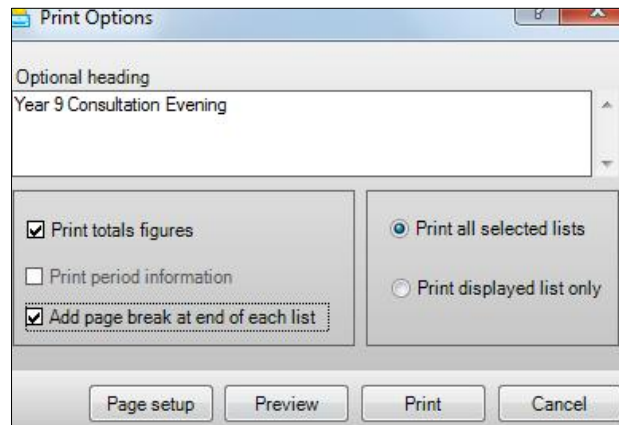 Print Options
Optional heading
Year 9 Consultation Evening
Print totals figures
Print period information
Add page break at end of each list
Print all selected lists
Print displayed list only
Page setup
Preview
Print
Cancel